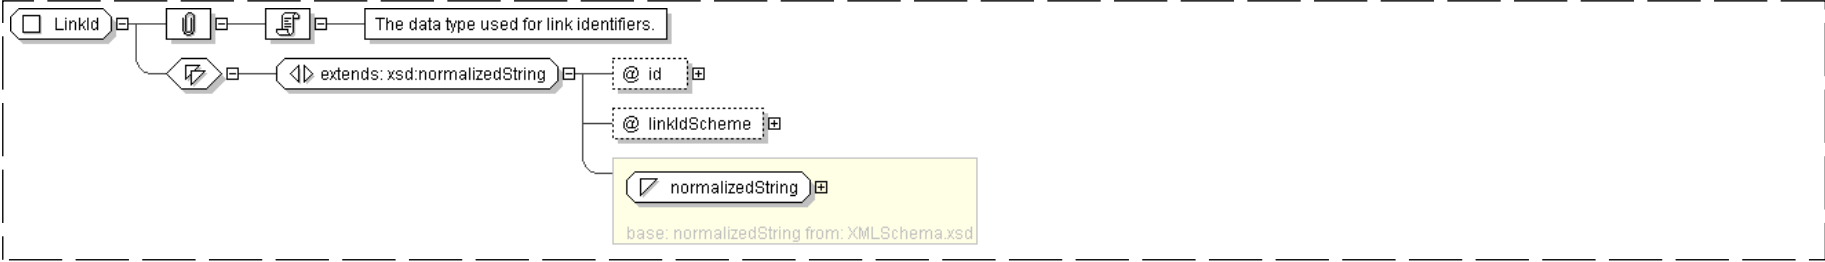 LinkId
The data type used for link identifiers.
extends: xsd:normalizedString
@ id
@ linkIdScheme
normalizedString
base: normalizedString from: XMLSchema.xsd